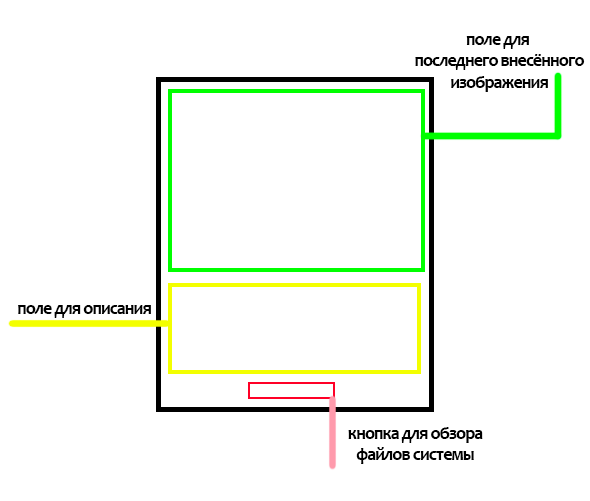 поле для
последнего внесённого
изображения
поле для описания
кнопка для обзора
файлов системы